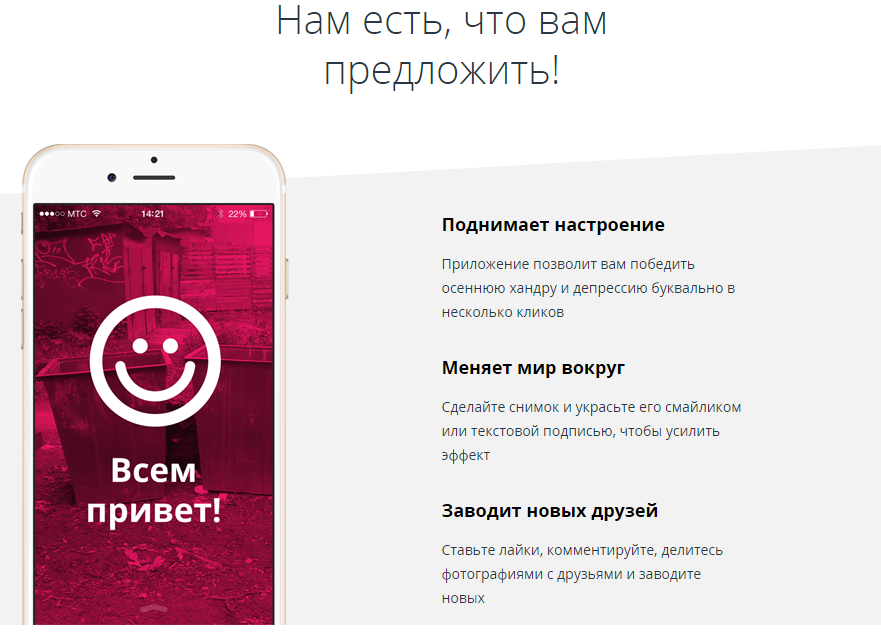 Нам есть, что вам
предложить!
МТС 14:21 22%
Всем
привет!
Поднимает настроение
Приложение позволит вам победить
осеннюю хандру и депрессию буквально в
несколько кликов
Меняет мир вокруг
Сделайте снимок и украсьте его смайликом
или текстовой подписью, чтобы усилить
эффект
Заводит новых друзей
Ставьте лайки, комментируйте, делитесь
фотографиями с друзьями и заводите
новых